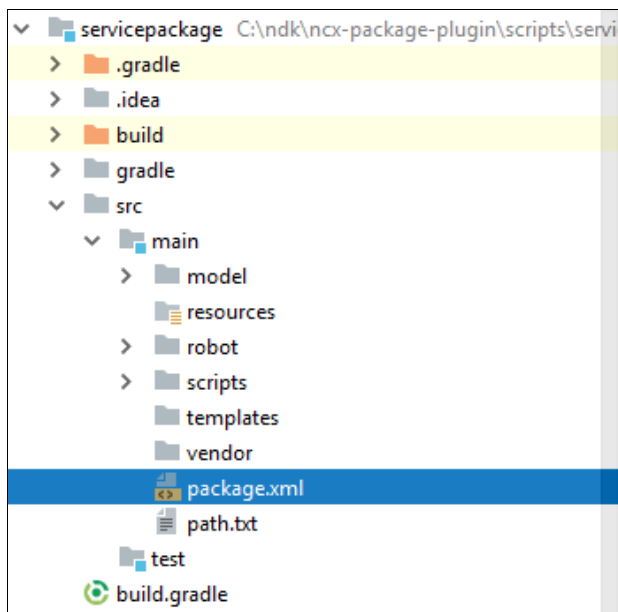 servicepackage C:\ndk\ncx-package-plugin\scripts\servi
.gradle
.idea
build
gradle
src
main
model
resources
robot
scripts
templates
vendor
package.xml
path.txt
test
build.gradle